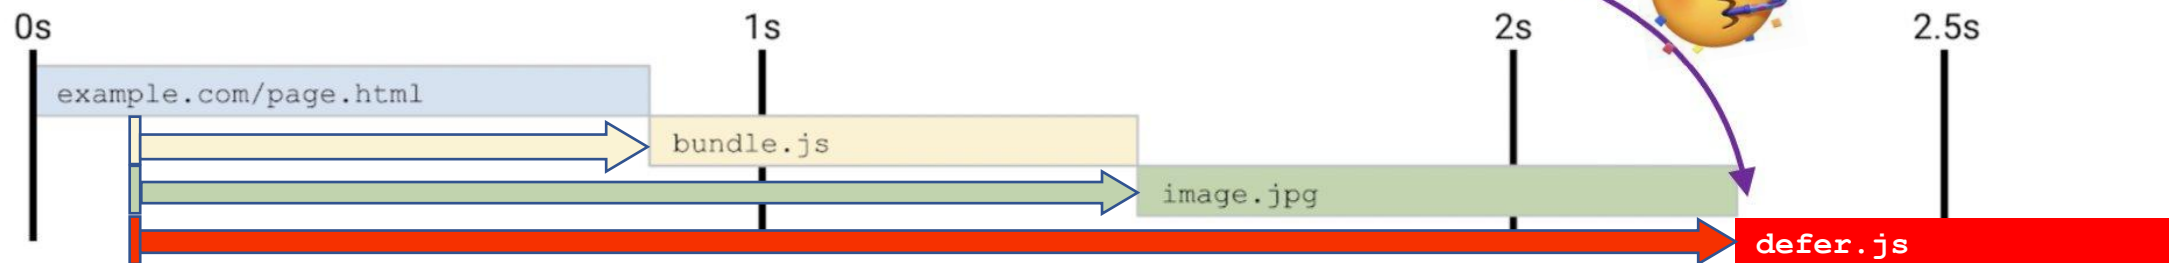 0s
1s
2s
2.5s
example.com/page.html
bundle.js
image.jpg
defer.js